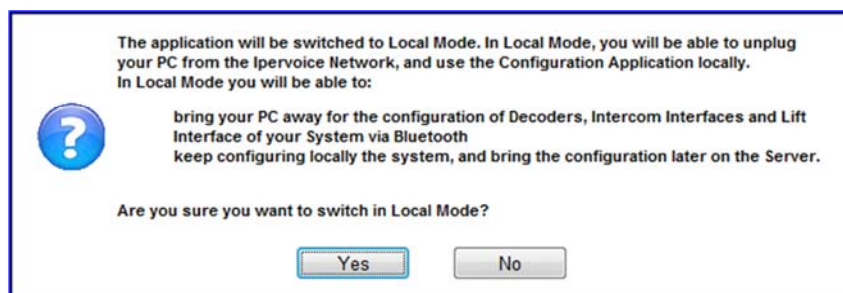 The application will be switched to Local Mode. In Local Mode, you will be able to unplug
your PC from the Ipervoice Network, and use the Configuration Application locally.
In Local Mode you will be able to:
bring your PC away for the configuration of Decoders, Intercom Interfaces and Lift
Interface of your System via Bluetooth
keep configuring locally the system, and bring the configuration later on the Server.
Are you sure you want to switch in Local Mode?
Yes No